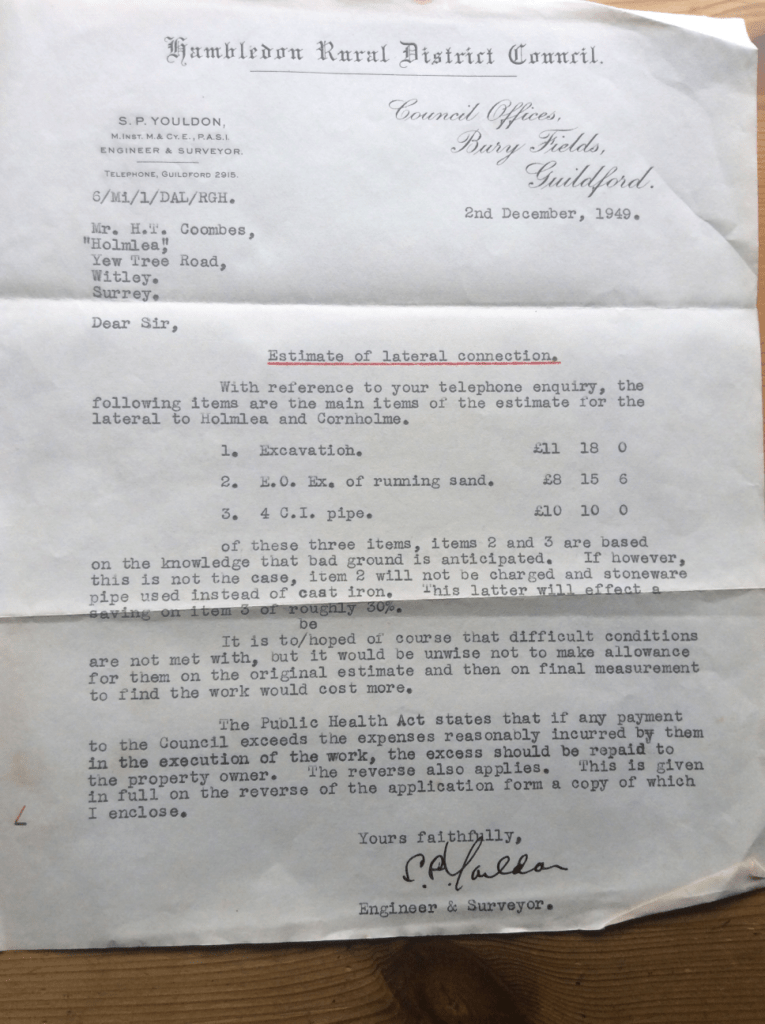 Hambledon Rural District Council.
S. P. YOULDON,
M.INST. M. & CY. E., P.A.S.I.
ENGINEER & SURVEYOR.
TELEPHONE, GUILDFORD 2915.
Council Offices,
Bury Fields,
Guildford.
6/M1/1/DAL/RGH.
2nd December, 1949.
Mr. H.T. Coombes,
"Holmlea",
Yew Tree Road,
Witley.
Surrey.
Dear Sir,
Estimate of lateral connection.
With reference to your telephone enquiry, the
following items are the main items of the estimate for the
lateral to Holmlea and Cornholme.
1. Excavation. £11 18 0
2. E.O. Ex. of running sand. £8 15 6
3. 4 C.I. pipe. £10 10 0
of these three items, items 2 and 3 are based
on the knowledge that bad ground is anticipated. If however,
this is not the case, item 2 will not be charged and stoneware
pipe used instead of cast iron. This latter will effect a
saving on item 3 of roughly 30%.
be
It is to/hoped of course that difficult conditions
are not met with, but it would be unwise not to make allowance
for them on the original estimate and then on final measurement
to find the work would cost more.
The Public Health Act states that if any payment
to the Council exceeds the expenses reasonably incurred by them
in the execution of the work, the excess should be repaid to
the property owner. The reverse also applies. This is given
in full on the reverse of the application form a copy of which
I enclose.
Yours faithfully,
S.P. Youldon
Engineer & Surveyor.